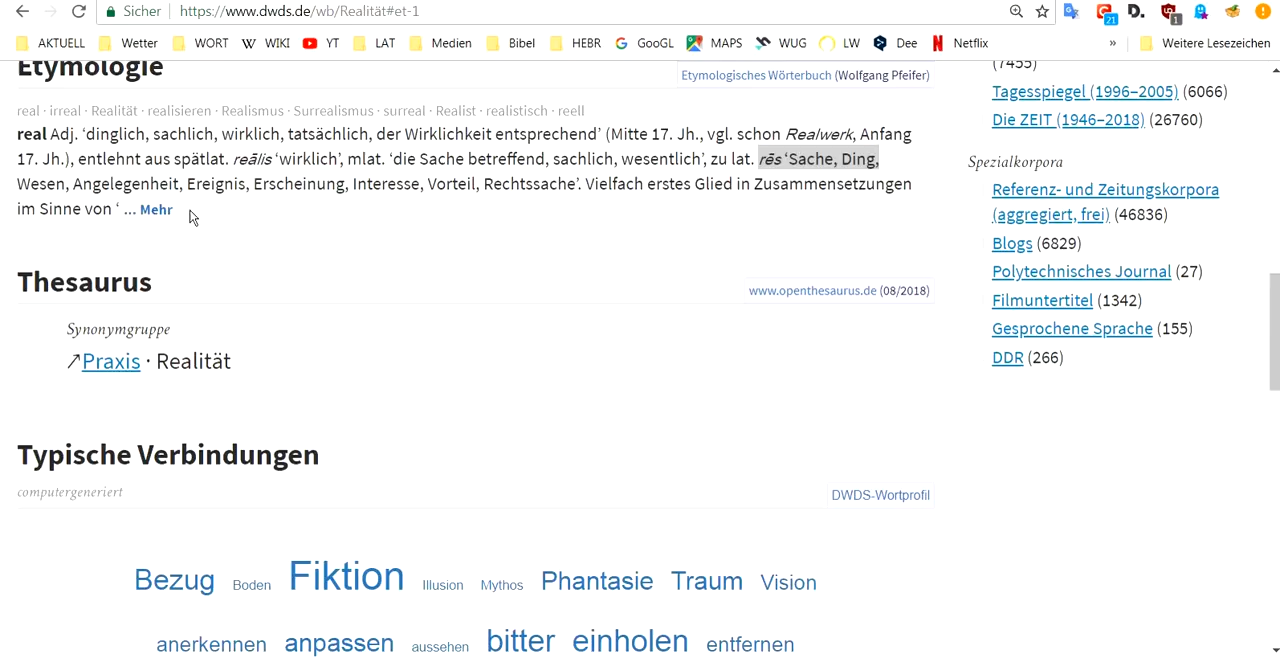 Sicher https://www.dwds.de/wb/Realität#et-1
21
D.
1
AKTUELL Wetter WORT W WIKI YT LAT Medien Bibel HEBR GooGL MAPS WUG LW Dee Netflix » Weitere Lesezeichen
Etymologie
Etymologisches Wörterbuch (Wolfgang Pfeifer)
real · irreal · Realität · realisieren · Realismus · Surrealismus · surreal · Realist · realistisch · reell
real Adj. ‘dinglich, sachlich, wirklich, tatsächlich, der Wirklichkeit entsprechend’ (Mitte 17. Jh., vgl. schon Realwerk, Anfang
17. Jh.), entlehnt aus spätlat. reālis ‘wirklich’, mlat. ‘die Sache betreffend, sachlich, wesentlich’, zu lat. rēs ‘Sache, Ding,
Wesen, Angelegenheit, Ereignis, Erscheinung, Interesse, Vorteil, Rechtssache’. Vielfach erstes Glied in Zusammensetzungen
im Sinne von ‘ ... Mehr
Thesaurus
www.openthesaurus.de (08/2018)
Synonymgruppe
↗Praxis · Realität
Typische Verbindungen
computergeneriert
DWDS-Wortprofil
Bezug Boden Fiktion Illusion Mythos Phantasie Traum Vision
anerkennen anpassen aussehen bitter einholen entfernen
(7455)
Tagesspiegel (1996–2005) (6066)
Die ZEIT (1946–2018) (26760)
Spezialkorpora
Referenz- und Zeitungskorpora
(aggregiert, frei) (46836)
Blogs (6829)
Polytechnisches Journal (27)
Filmuntertitel (1342)
Gesprochene Sprache (155)
DDR (266)